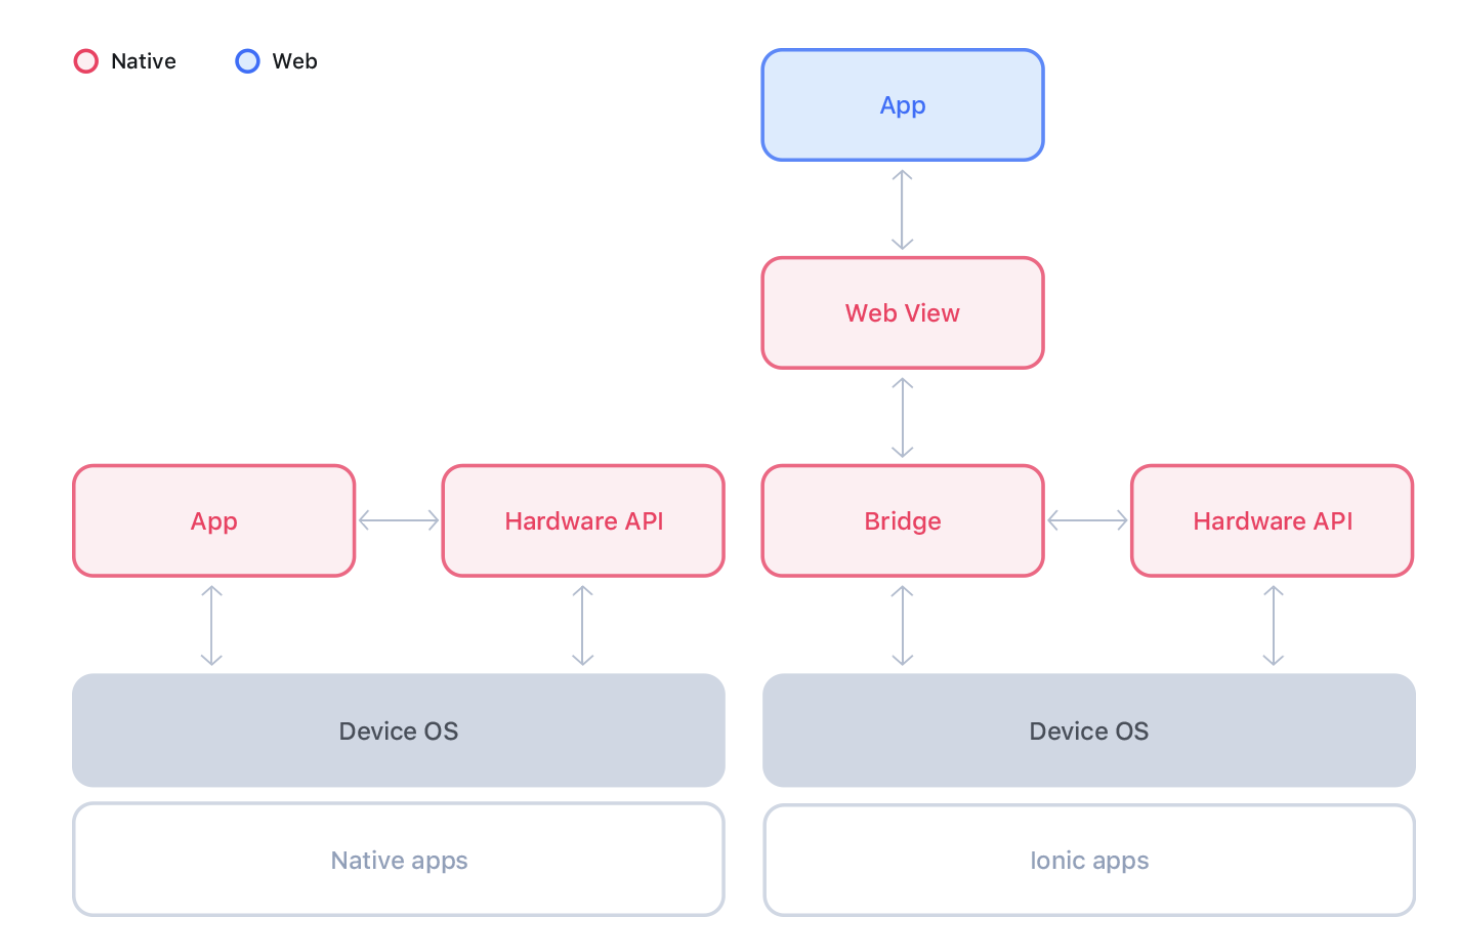 Native
Web
App
Web View
App
Hardware API
Bridge
Hardware API
Device OS
Device OS
Native apps
Ionic apps